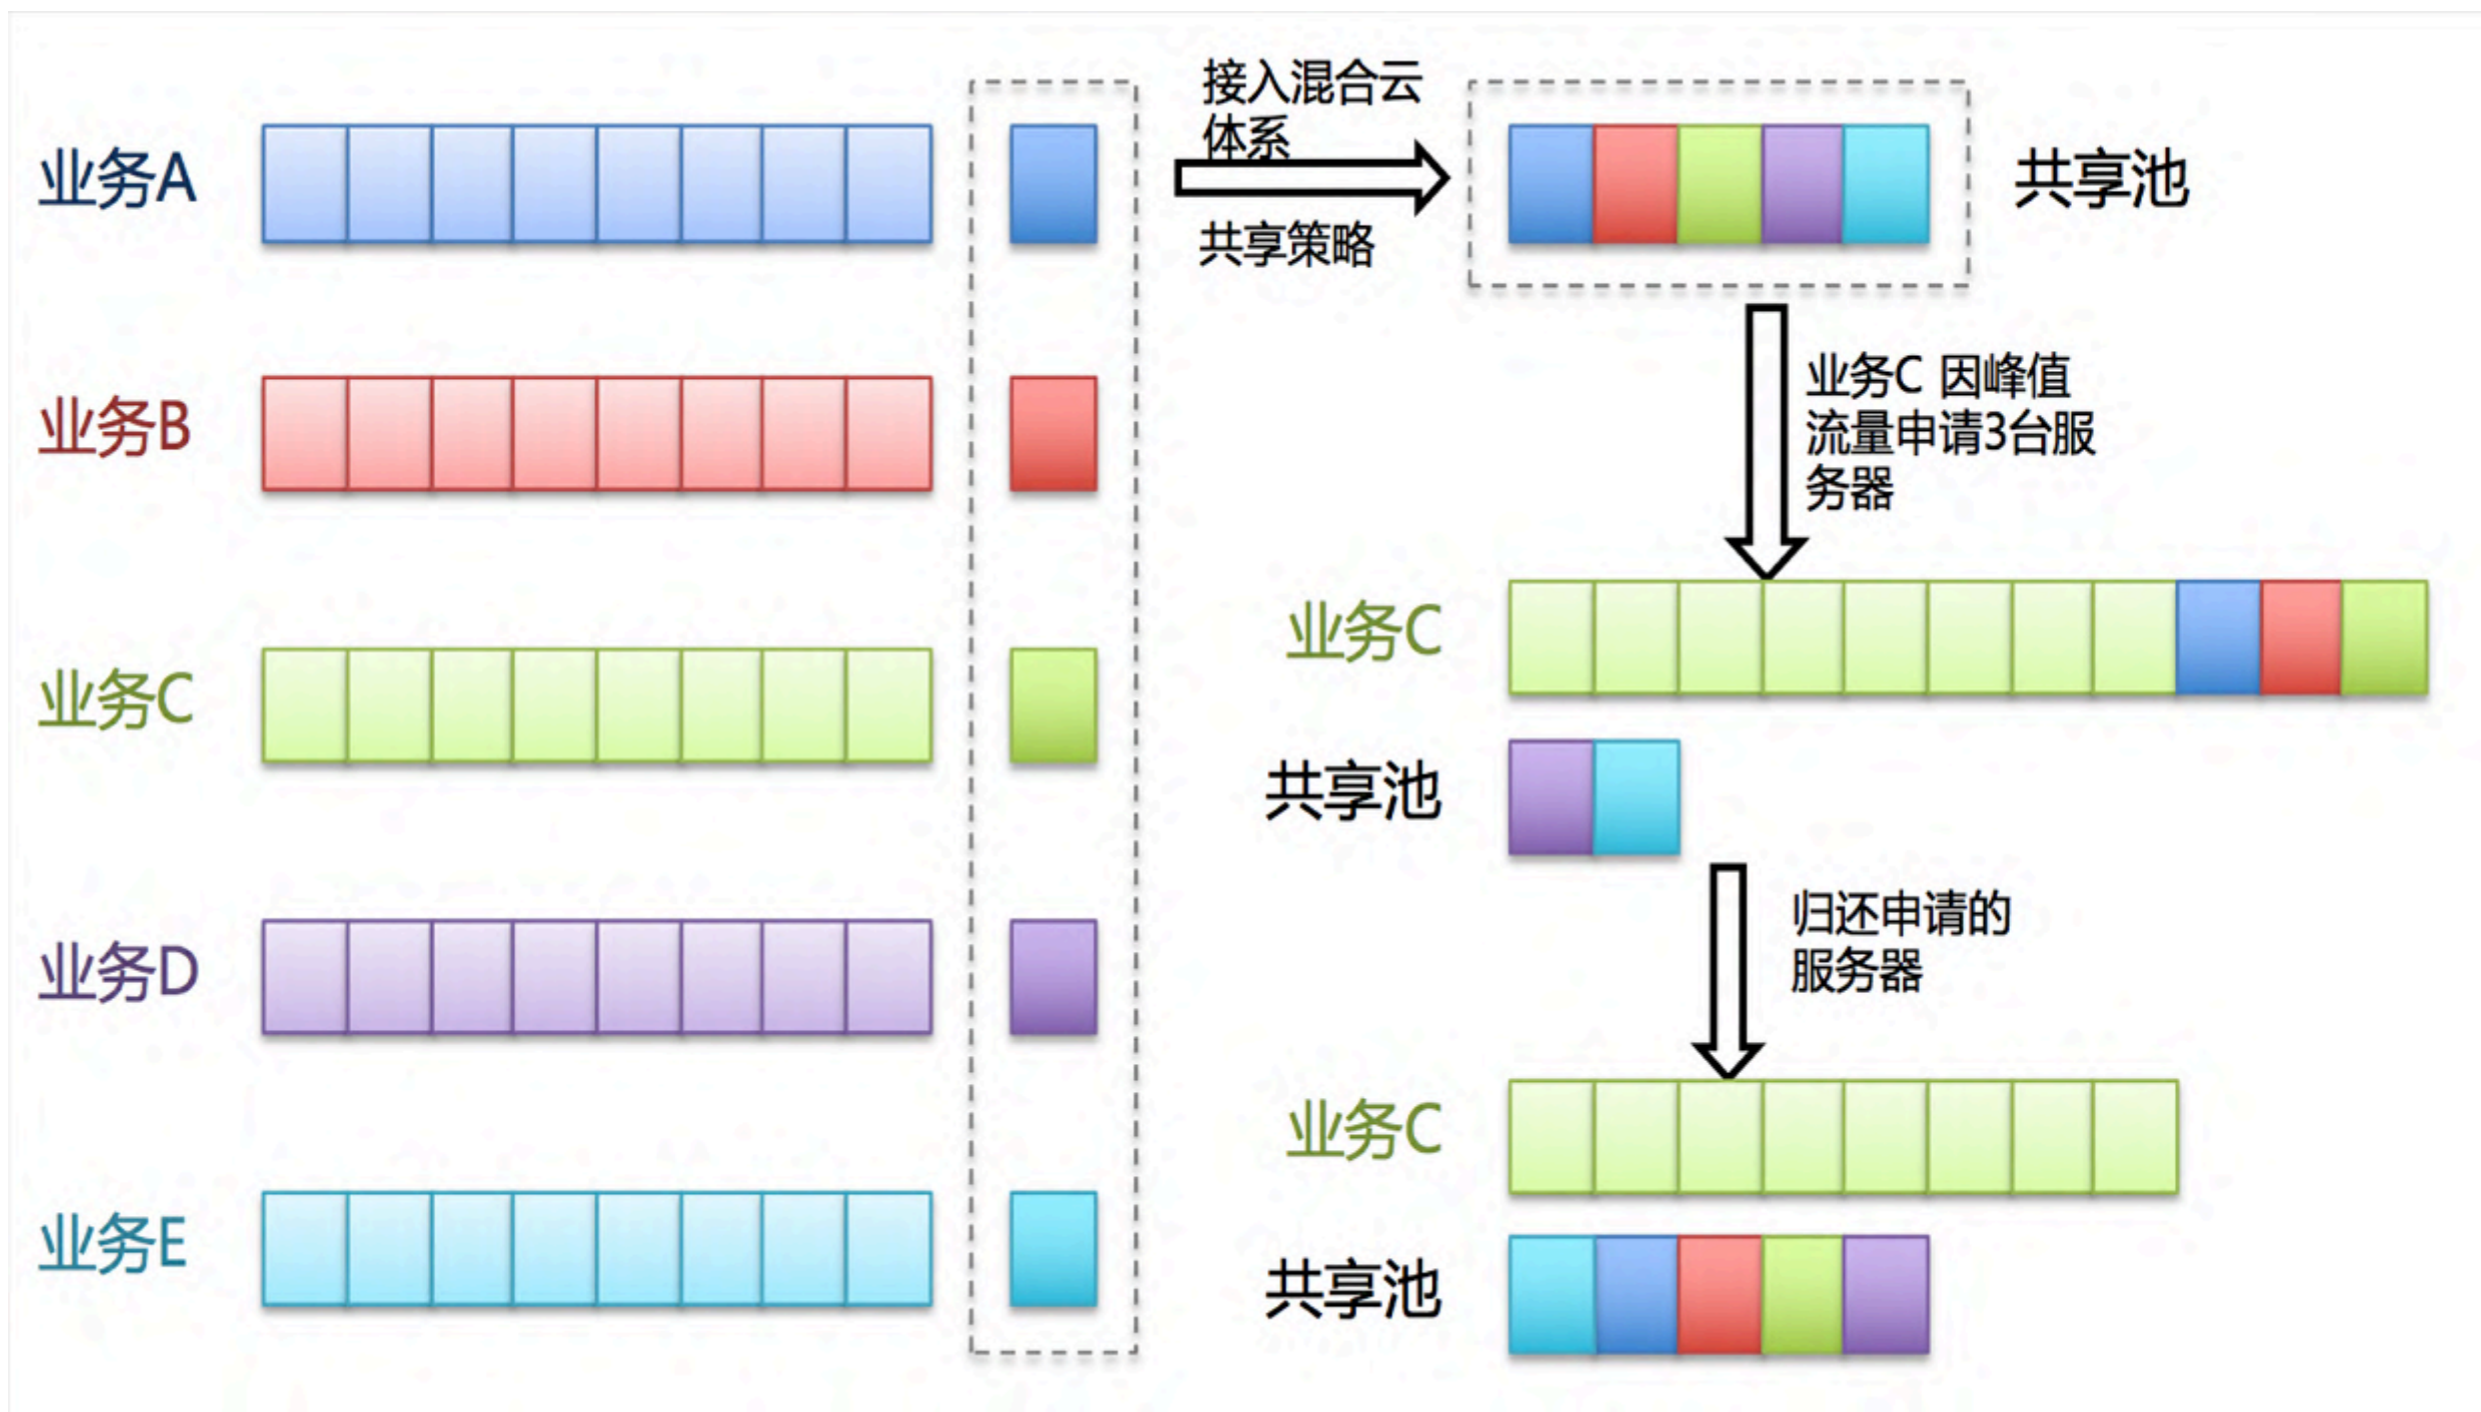 业务A
业务B
业务C
业务D
业务E
接入混合云
体系
共享策略
共享池
业务C 因峰值
流量申请3台服
务器
业务C
共享池
归还申请的
服务器
业务C
共享池